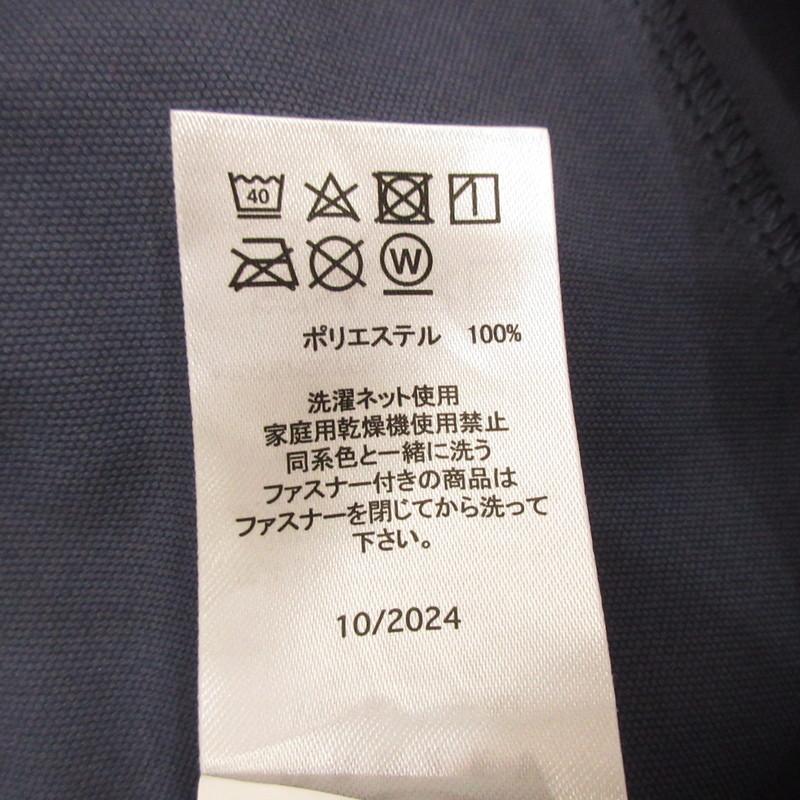 40
W
ポリエステル 100%
洗濯ネット使用
家庭用乾燥機使用禁止
同系色と一緒に洗う
ファスナー付きの商品は
ファスナーを閉じてから洗って
下さい。
10/2024